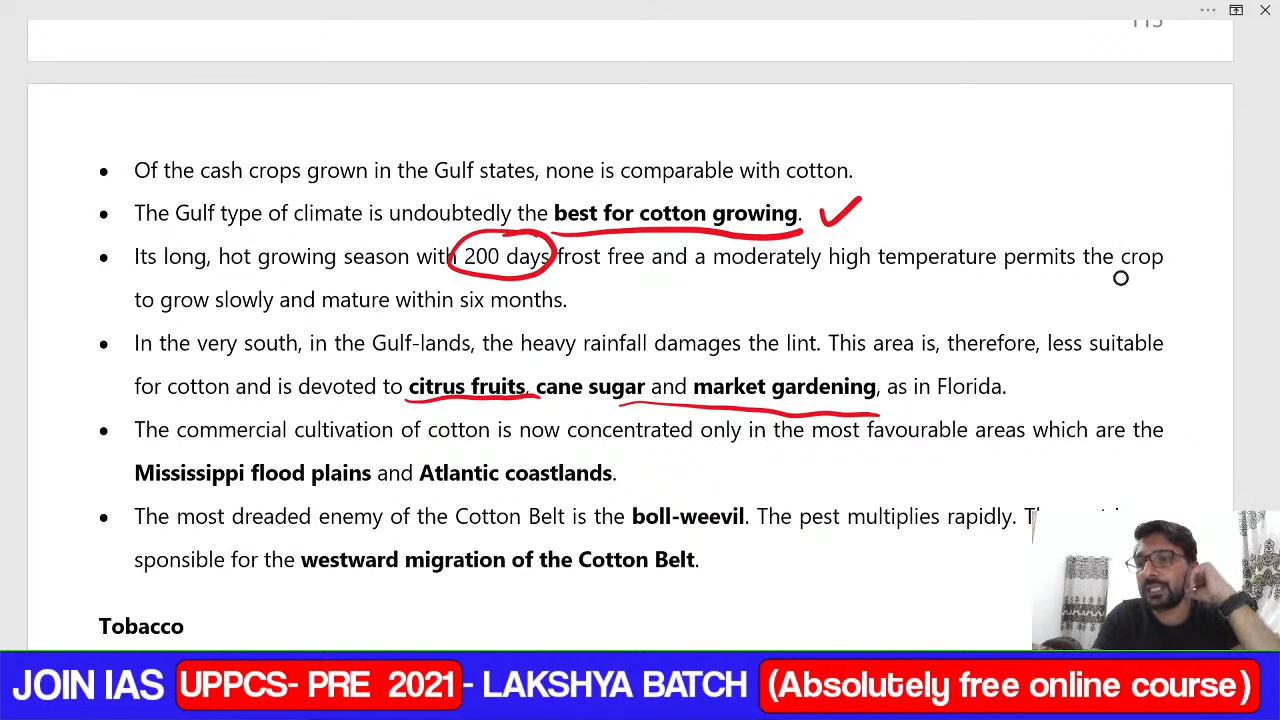 • Of the cash crops grown in the Gulf states, none is comparable with cotton.
• The Gulf type of climate is undoubtedly the best for cotton growing.
• Its long, hot growing season with 200 days frost free and a moderately high temperature permits the crop
to grow slowly and mature within six months.
• In the very south, in the Gulf-lands, the heavy rainfall damages the lint. This area is, therefore, less suitable
for cotton and is devoted to citrus fruits, cane sugar and market gardening, as in Florida.
• The commercial cultivation of cotton is now concentrated only in the most favourable areas which are the
Mississippi flood plains and Atlantic coastlands.
• The most dreaded enemy of the Cotton Belt is the boll-weevil. The pest multiplies rapidly.
sponsible for the westward migration of the Cotton Belt.
Tobacco
JOIN IAS UPPCS- PRE 2021 - LAKSHYA BATCH (Absolutely free online course)